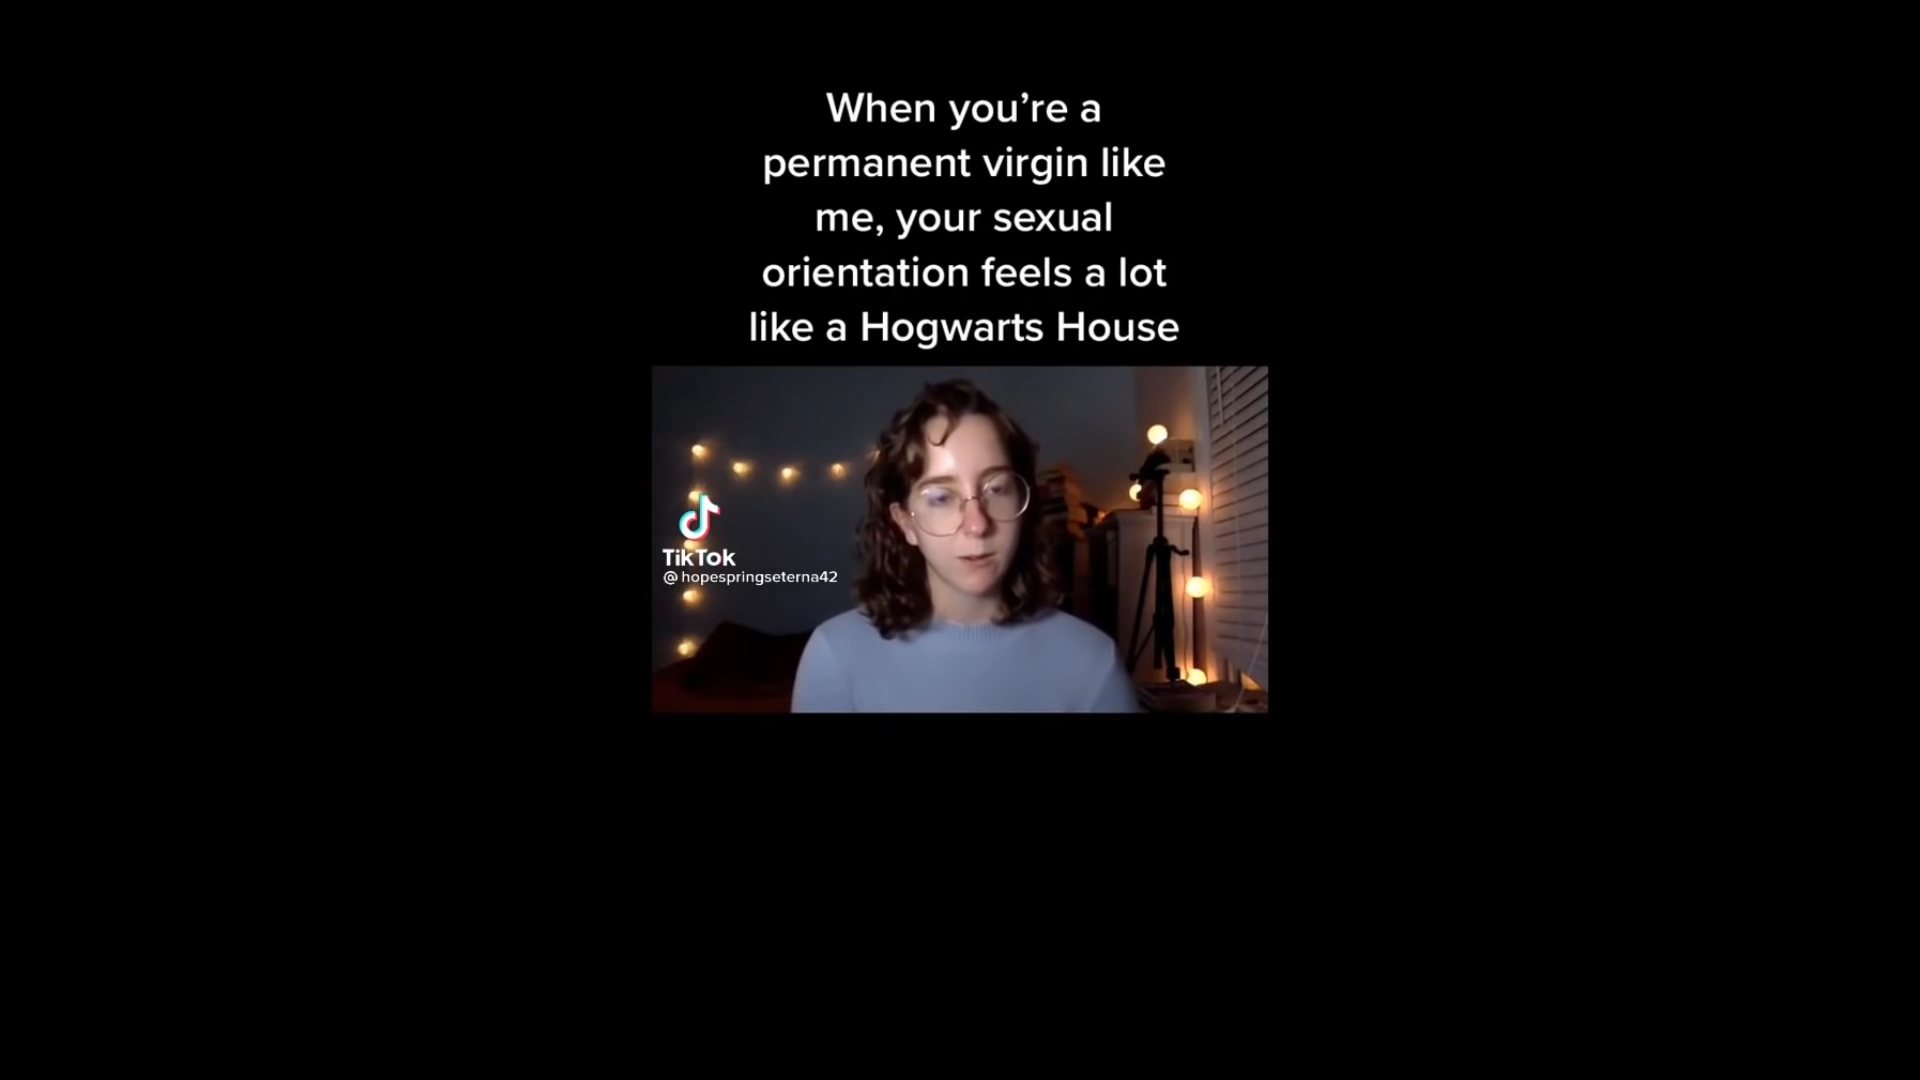 When you’re a
permanent virgin like
me, your sexual
orientation feels a lot
like a Hogwarts House
TikTok
@hopespringseterna42